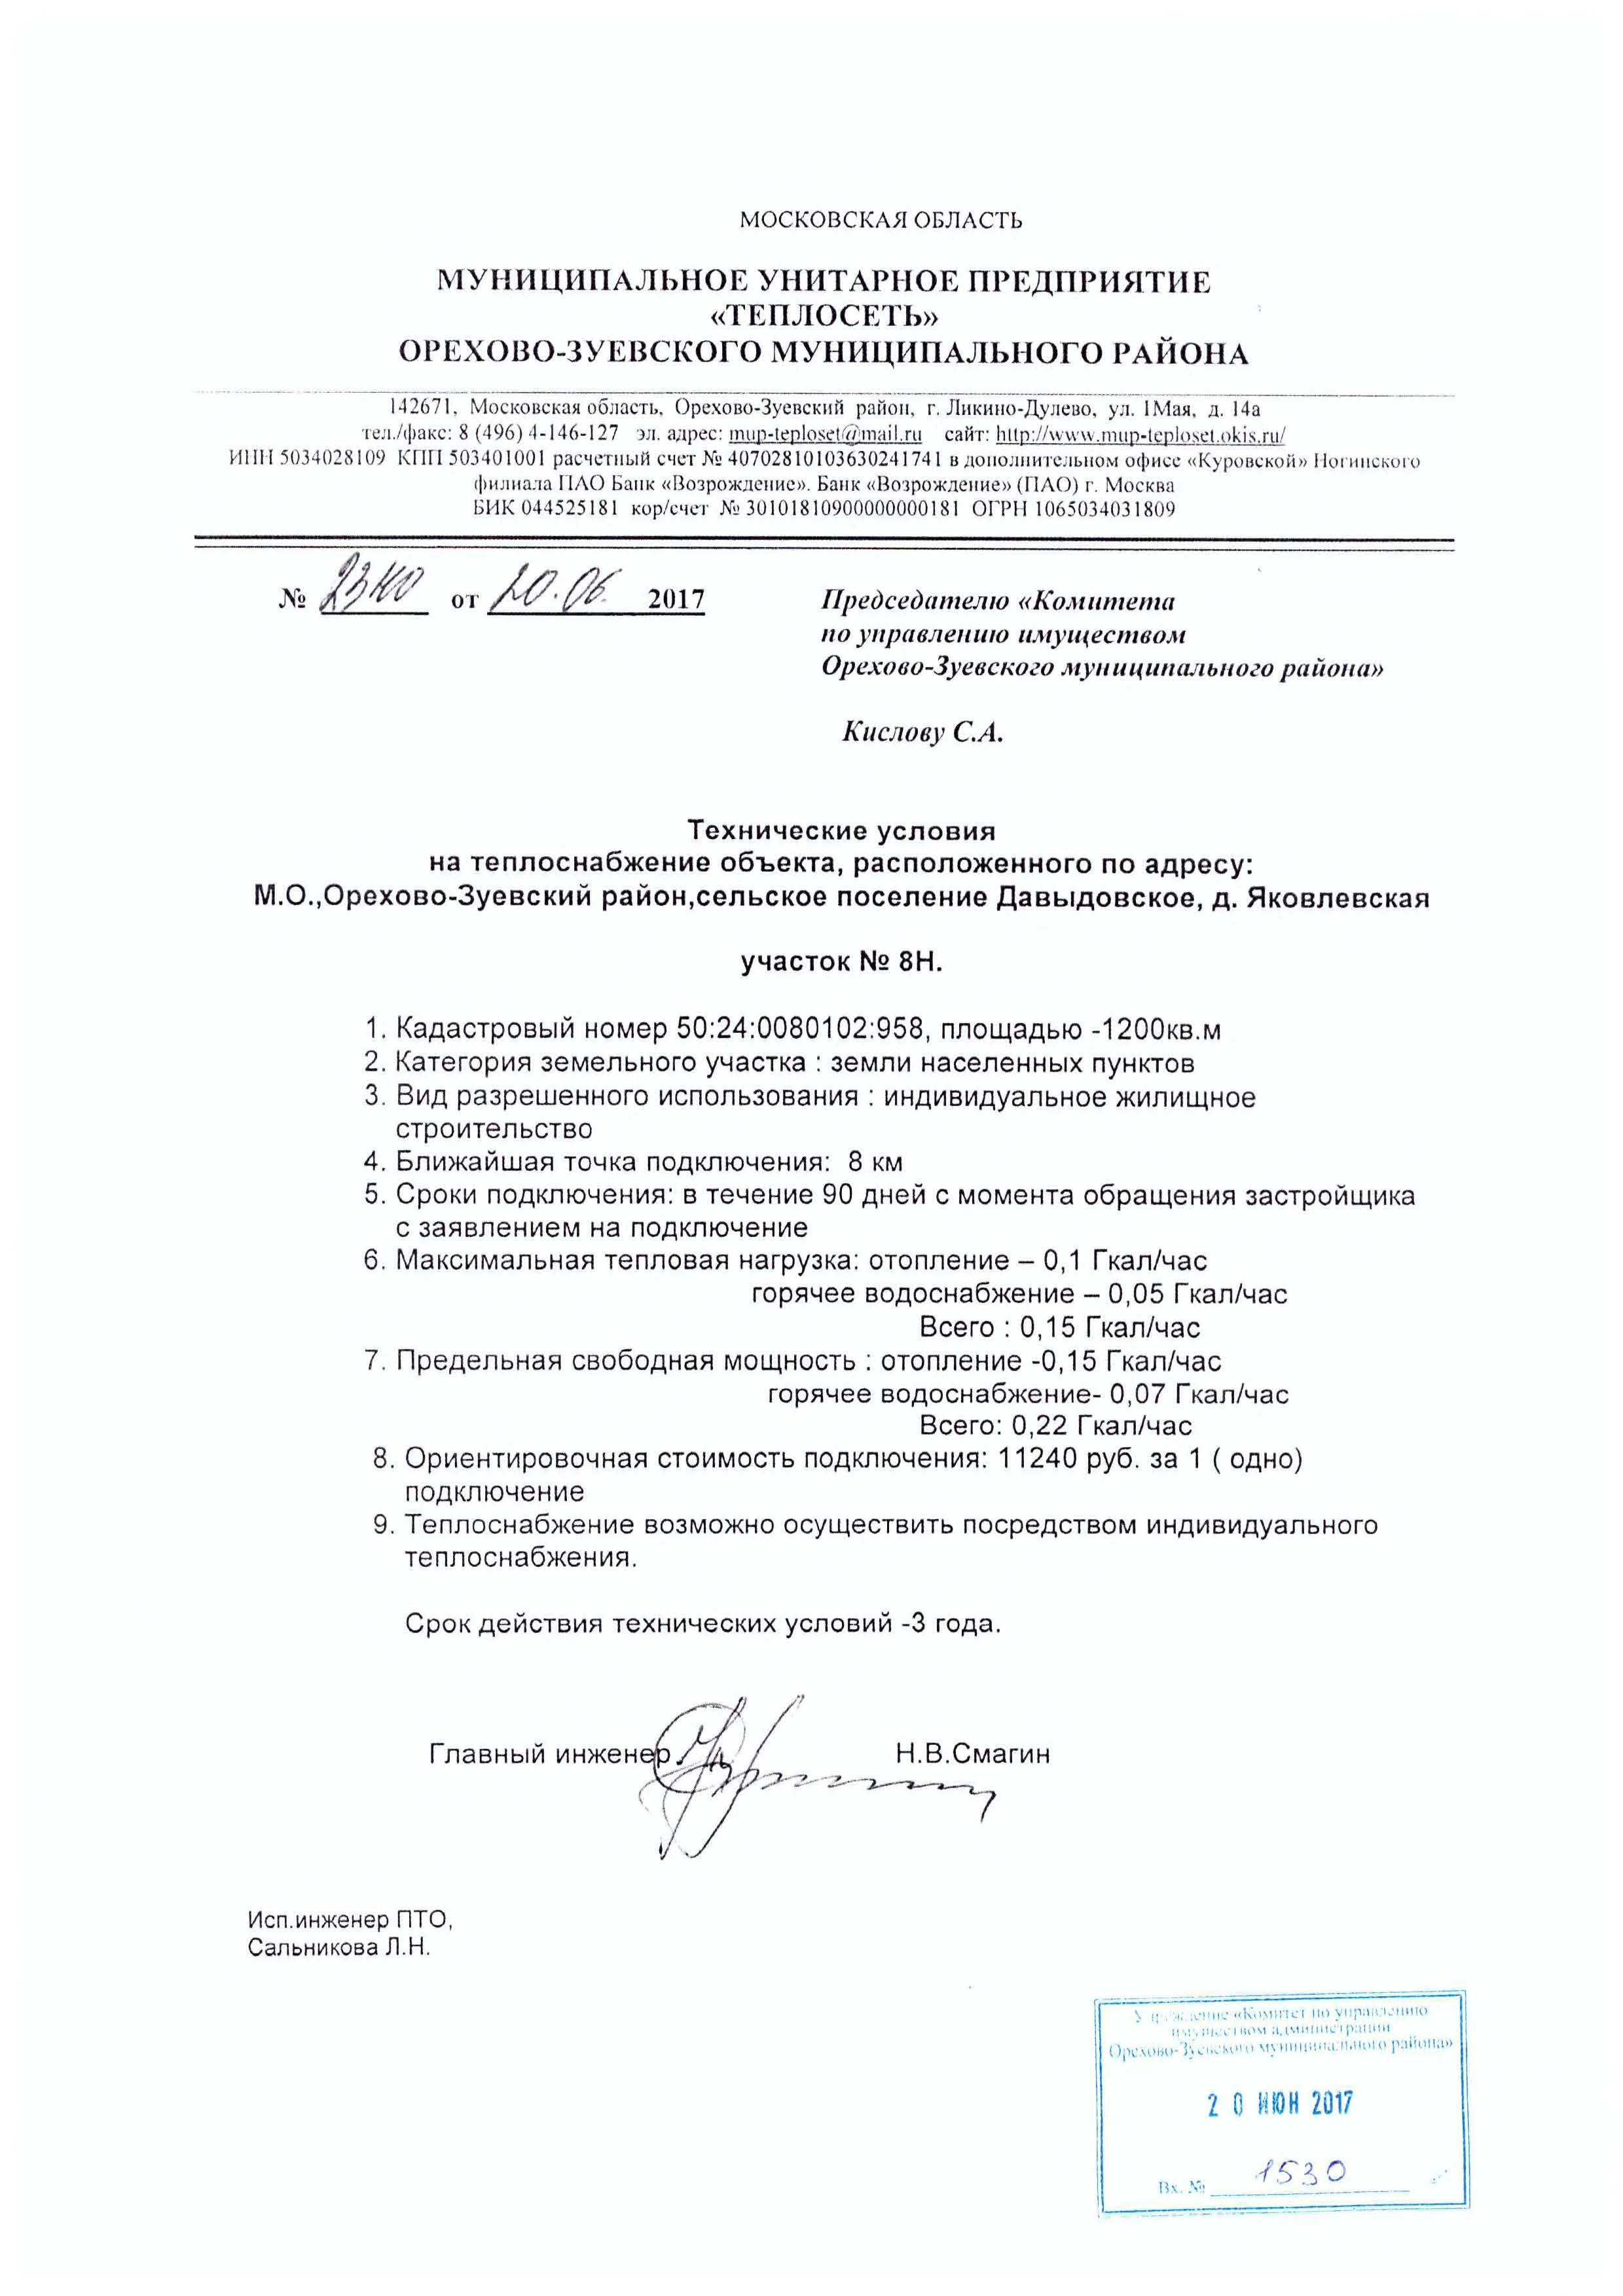 МОСКОВСКАЯ ОБЛАСТЬ
МУНИЦИПАЛЬНОЕ УНИТАРНОЕ ПРЕДПРИЯТИЕ
«ТЕПЛОСЕТЬ»
ОРЕХОВО-ЗУЕВСКОГО МУНИЦИПАЛЬНОГО РАЙОНА
142671, Московская область, Орехово-Зуевский район, г. Ликино-Дулево, ул. 1Мая, д. 14а
тел./факс: 8 (496) 4-146-127 эл. адрес: mup-teploset@mail.ru сайт: http://www.mup-teploset.okis.ru/
ИНН 5034028109 КПП 503401001 расчетный счет № 40702810103630241741 в дополнительном офисе «Куровской» Ногинского
филиала ПАО Банк «Возрождение». Банк «Возрождение» (ПАО) г. Москва
БИК 044525181 кор/счет № 30101810900000000181 ОГРН 1065034031809
№ от 20.06. 2017
Председателю «Комитета
по управлению имуществом
Орехово-Зуевского муниципального района»
Кислову С.А.
Технические условия
на теплоснабжение объекта, расположенного по адресу:
М.О.,Орехово-Зуевский район,сельское поселение Давыдовское, д. Яковлевская
участок № 8Н.
1. Кадастровый номер 50:24:0080102:958, площадью -1200кв.м
2. Категория земельного участка : земли населенных пунктов
3. Вид разрешенного использования : индивидуальное жилищное
строительство
4. Ближайшая точка подключения: 8 км
5. Сроки подключения: в течение 90 дней с момента обращения застройщика
с заявлением на подключение
6. Максимальная тепловая нагрузка: отопление – 0,1 Гкал/час
горячее водоснабжение – 0,05 Гкал/час
Всего : 0,15 Гкал/час
7. Предельная свободная мощность : отопление -0,15 Гкал/час
горячее водоснабжение- 0,07 Гкал/час
Всего: 0,22 Гкал/час
8. Ориентировочная стоимость подключения: 11240 руб. за 1 ( одно)
подключение
9. Теплоснабжение возможно осуществить посредством индивидуального
теплоснабжения.
Срок действия технических условий -3 года.
Главный инженер Н.В.Смагин
Исп.инженер ПТО,
Сальникова Л.Н.
Учреждение «Комитет по управлению
имуществом администрации
Орехово-Зуевского муниципального района»
20 ИЮН 2017
Вх. № 1530